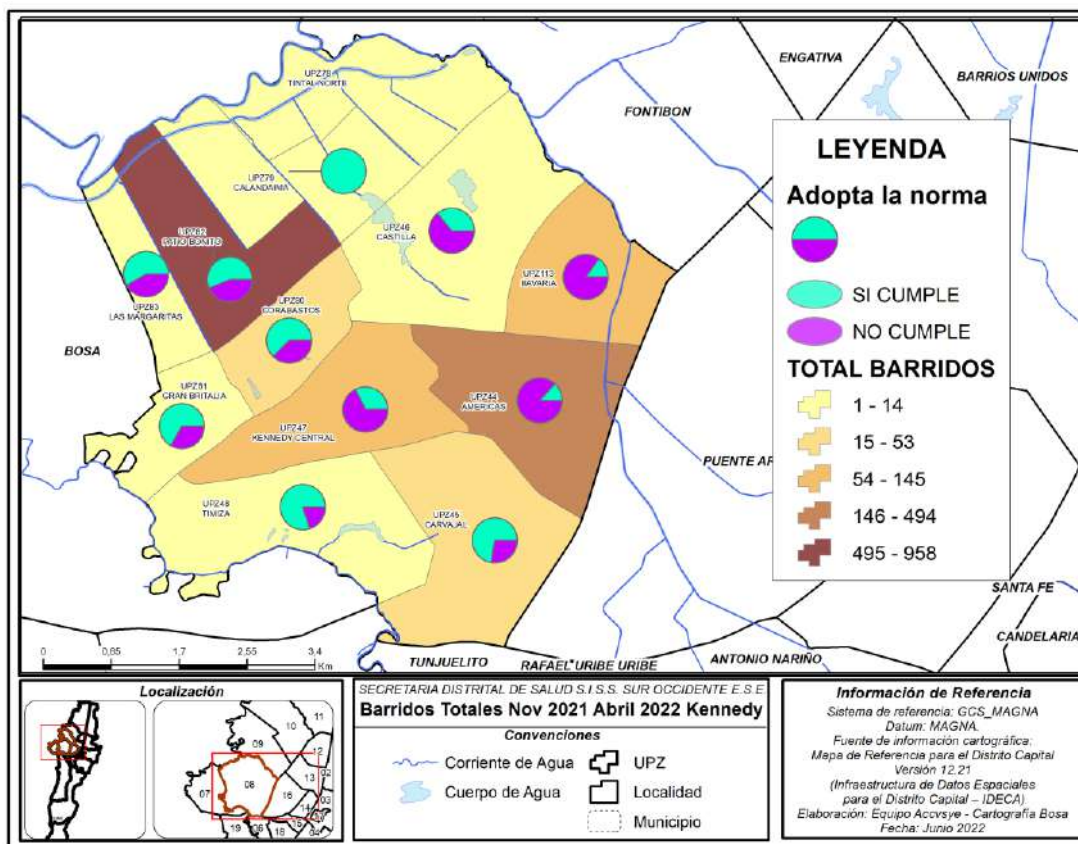 UPZ78
TINTAL NORTE
ENGATIVA
BARRIOS UNIDOS
FONTIBON
UPZ79
CALANDAINIA
UPZ46
CASTILLA
UPZ82
PATIO BONITO
UPZ113
BAVARIA
UPZ83
LAS MARGARITAS
UPZ80
CORABASTOS
BOSA
UPZ81
GRAN BRITALIA
UPZ44
AMERICAS
UPZ47
KENNEDY CENTRAL
PUENTE AR
UPZ48
TIMIZA
UPZ45
CARVAJAL
SANTA FE
CANDELARIA
TUNJUELITO
RAFAEL URIBE URIBE
ANTONIO NARIÑO
LEYENDA
Adopta la norma
SI CUMPLE
NO CUMPLE
TOTAL BARRIDOS
1 - 14
15 - 53
54 - 145
146 - 494
495 - 958
0 0,85 1,7 2,55 3,4
Km
Localización
11
10
09
12
08
13
02
07
16
03
14
15
19
06
18
04
SECRETARIA DISTRITAL DE SALUD S.I.S.S. SUR OCCIDENTE E.S.E.
Barridos Totales Nov 2021 Abril 2022 Kennedy
Convenciones
Corriente de Agua
UPZ
Cuerpo de Agua
Localidad
Municipio
Información de Referencia
Sistema de referencia: GCS_MAGNA
Datum: MAGNA.
Fuente de información cartográfica:
Mapa de Referencia para el Distrito Capital
Versión 12.21
(Infraestructura de Datos Espaciales
para el Distrito Capital – IDECA)
Elaboración: Equipo Accvsye - Cartografía Bosa
Fecha: Junio 2022